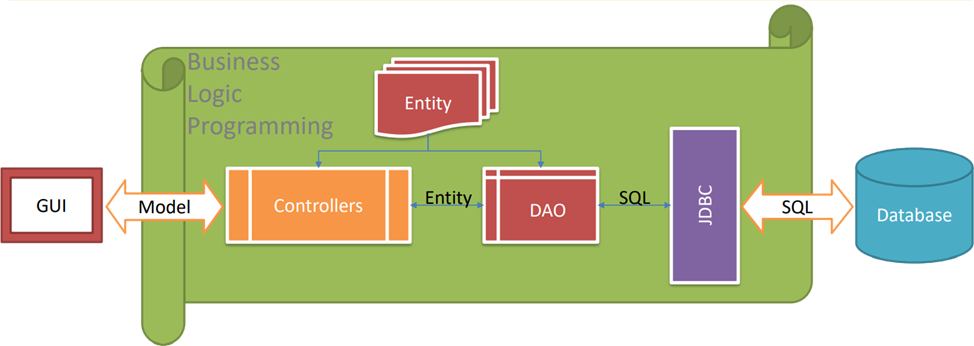 Business
Logic
Programming
Entity
GUI
Model
Controllers
Entity
DAO
SQL
JDBC
SQL
Database